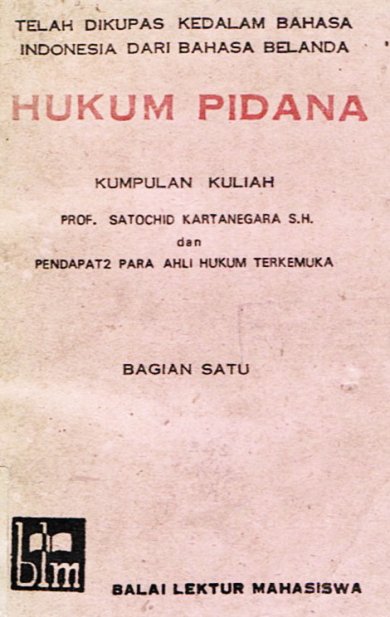 TELAH DIKUPAS KEDALAM BAHASA
INDONESIA DARI BAHASA BELANDA
HUKUM PIDANA
KUMPULAN KULIAH
PROF. SATOCHID KARTANEGARA S.H.
dan
PENDAPAT2 PARA AHLI HUKUM TERKEMUKA
BAGIAN SATU
blm
BALAI LEKTUR MAHASISWA